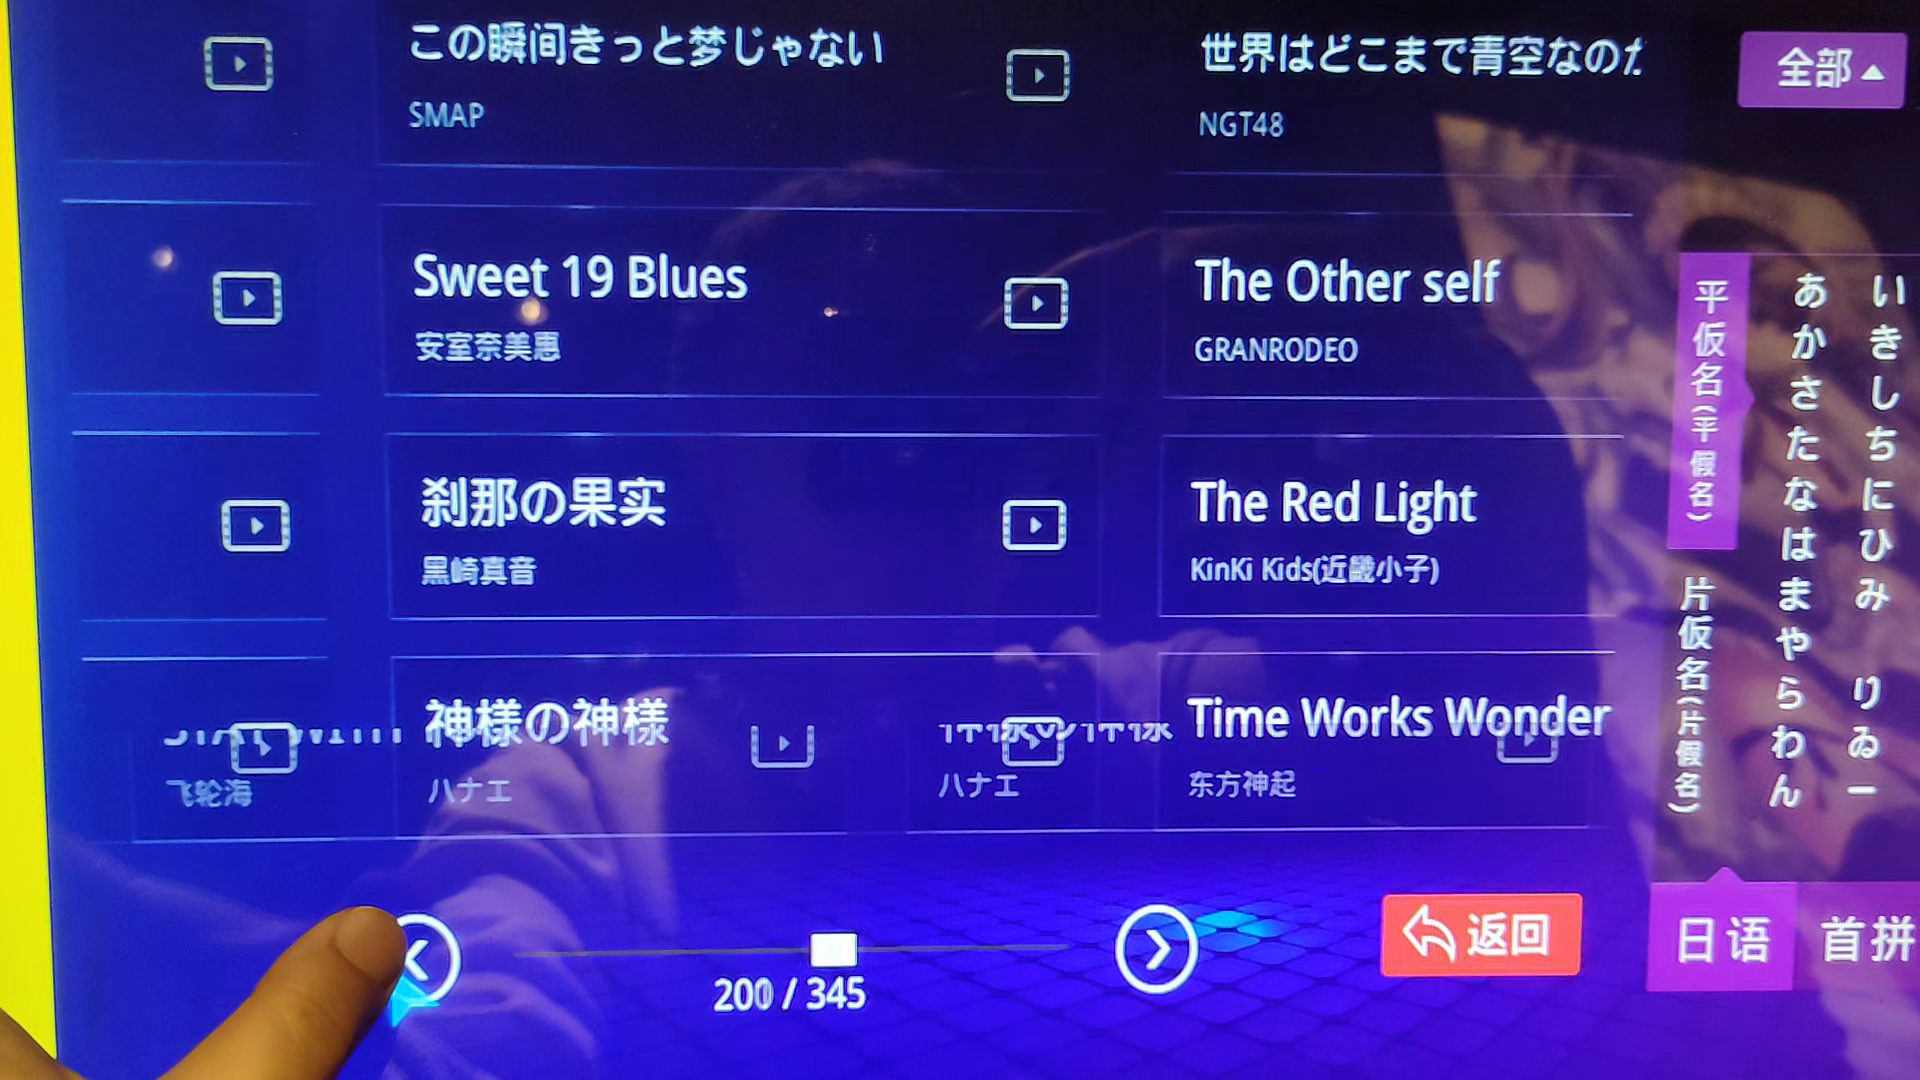 この瞬间きっと梦じゃない
SMAP
世界はどこまで青空なのだ
NGT48
全部
Sweet 19 Blues
安室奈美惠
The Other self
GRANRODEO
刹那の果实
黑崎真音
The Red Light
KinKi Kids(近畿小子)
神様の神様
ハナエ
Time Works Wonder
东方神起
飞轮海
ハナエ
平仮名(平假名)
片仮名(片假名)
あかさたなはまやらわん
いきしちにひみ りゐー
200 / 345
返回
日语
首拼